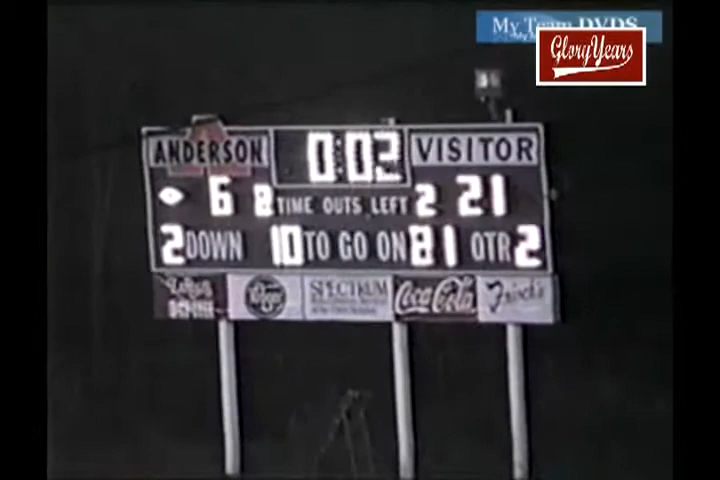 My Team DVDS
GloryYears
ANDERSON 0:02 VISITOR
6 8 TIME OUTS LEFT 2 21
2 DOWN 10 TO GO ON 81 QTR 2
Kroger SPECTRUM Coca-Cola Frisch's